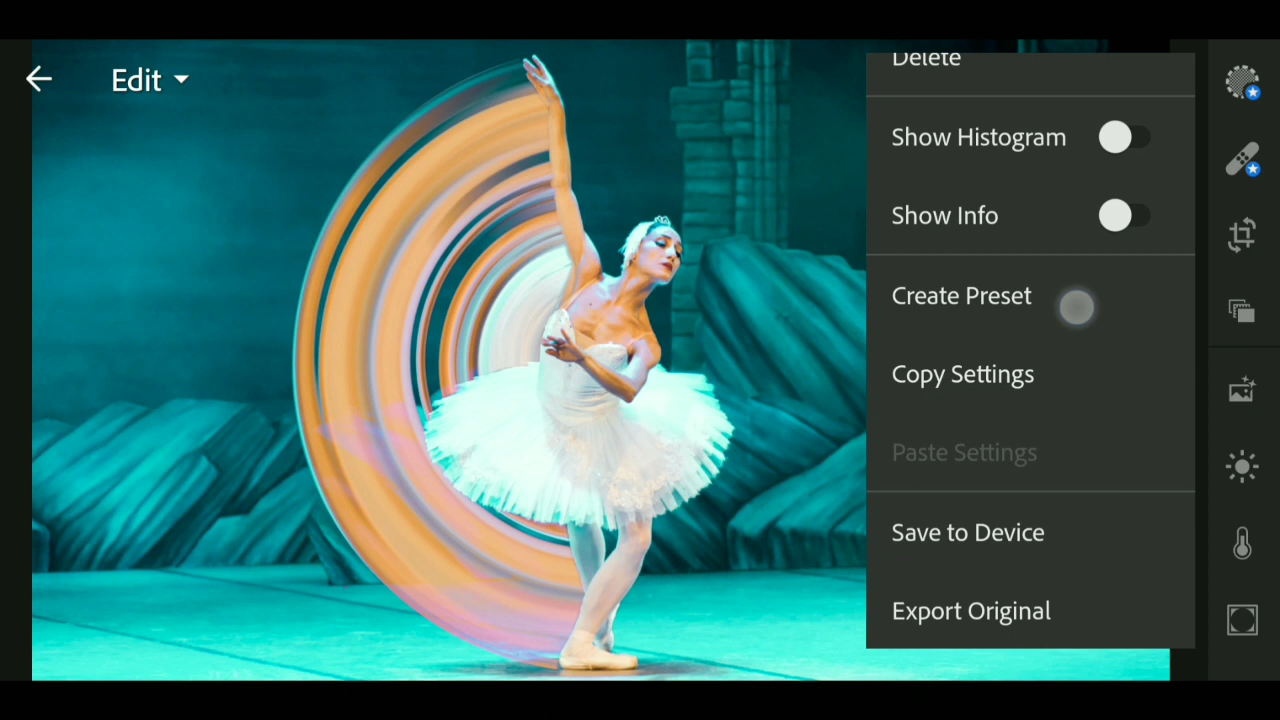 Edit
Delete
Show Histogram
Show Info
Create Preset
Copy Settings
Paste Settings
Save to Device
Export Original